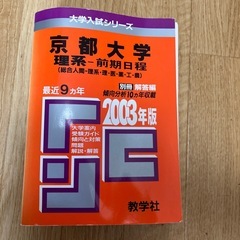 大学入試シリーズ
京都大学
理系－前期日程
(総合人間・理系・理・医・薬・工・農)
別冊 解答編
最近9カ年
傾向分析10カ年収載
2003年版
大学案内
受験ガイド
傾向と対策
問題
解説・解答
教学社